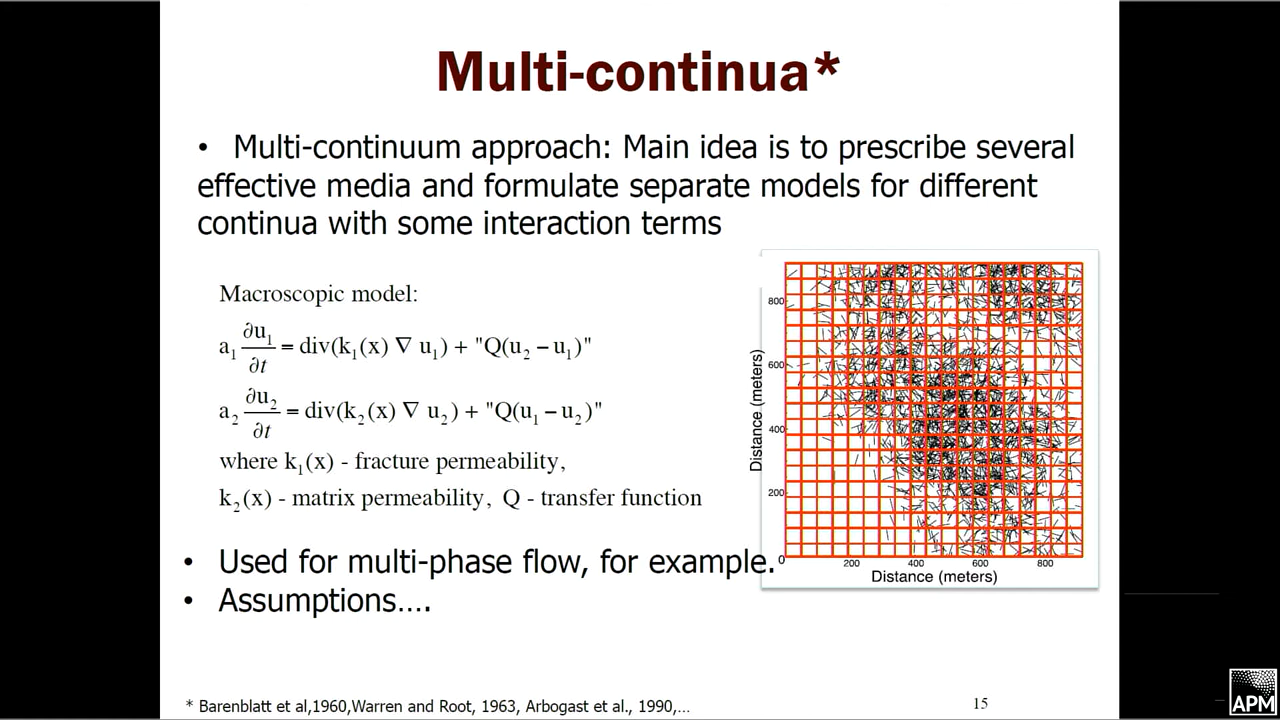 Multi-continua*
• Multi-continuum approach: Main idea is to prescribe several
effective media and formulate separate models for different
continua with some interaction terms
Macroscopic model:
a₁ ∂u₁/∂t = div(k₁(x) ∇ u₁) + "Q(u₂ − u₁)"
a₂ ∂u₂/∂t = div(k₂(x) ∇ u₂) + "Q(u₁ − u₂)"
where k₁(x) - fracture permeability,
k₂(x) - matrix permeability, Q - transfer function
800
600
400
200
0
Distance (meters)
200 400 600 800
Distance (meters)
• Used for multi-phase flow, for example.
• Assumptions….
* Barenblatt et al,1960,Warren and Root, 1963, Arbogast et al., 1990,…
15
APM